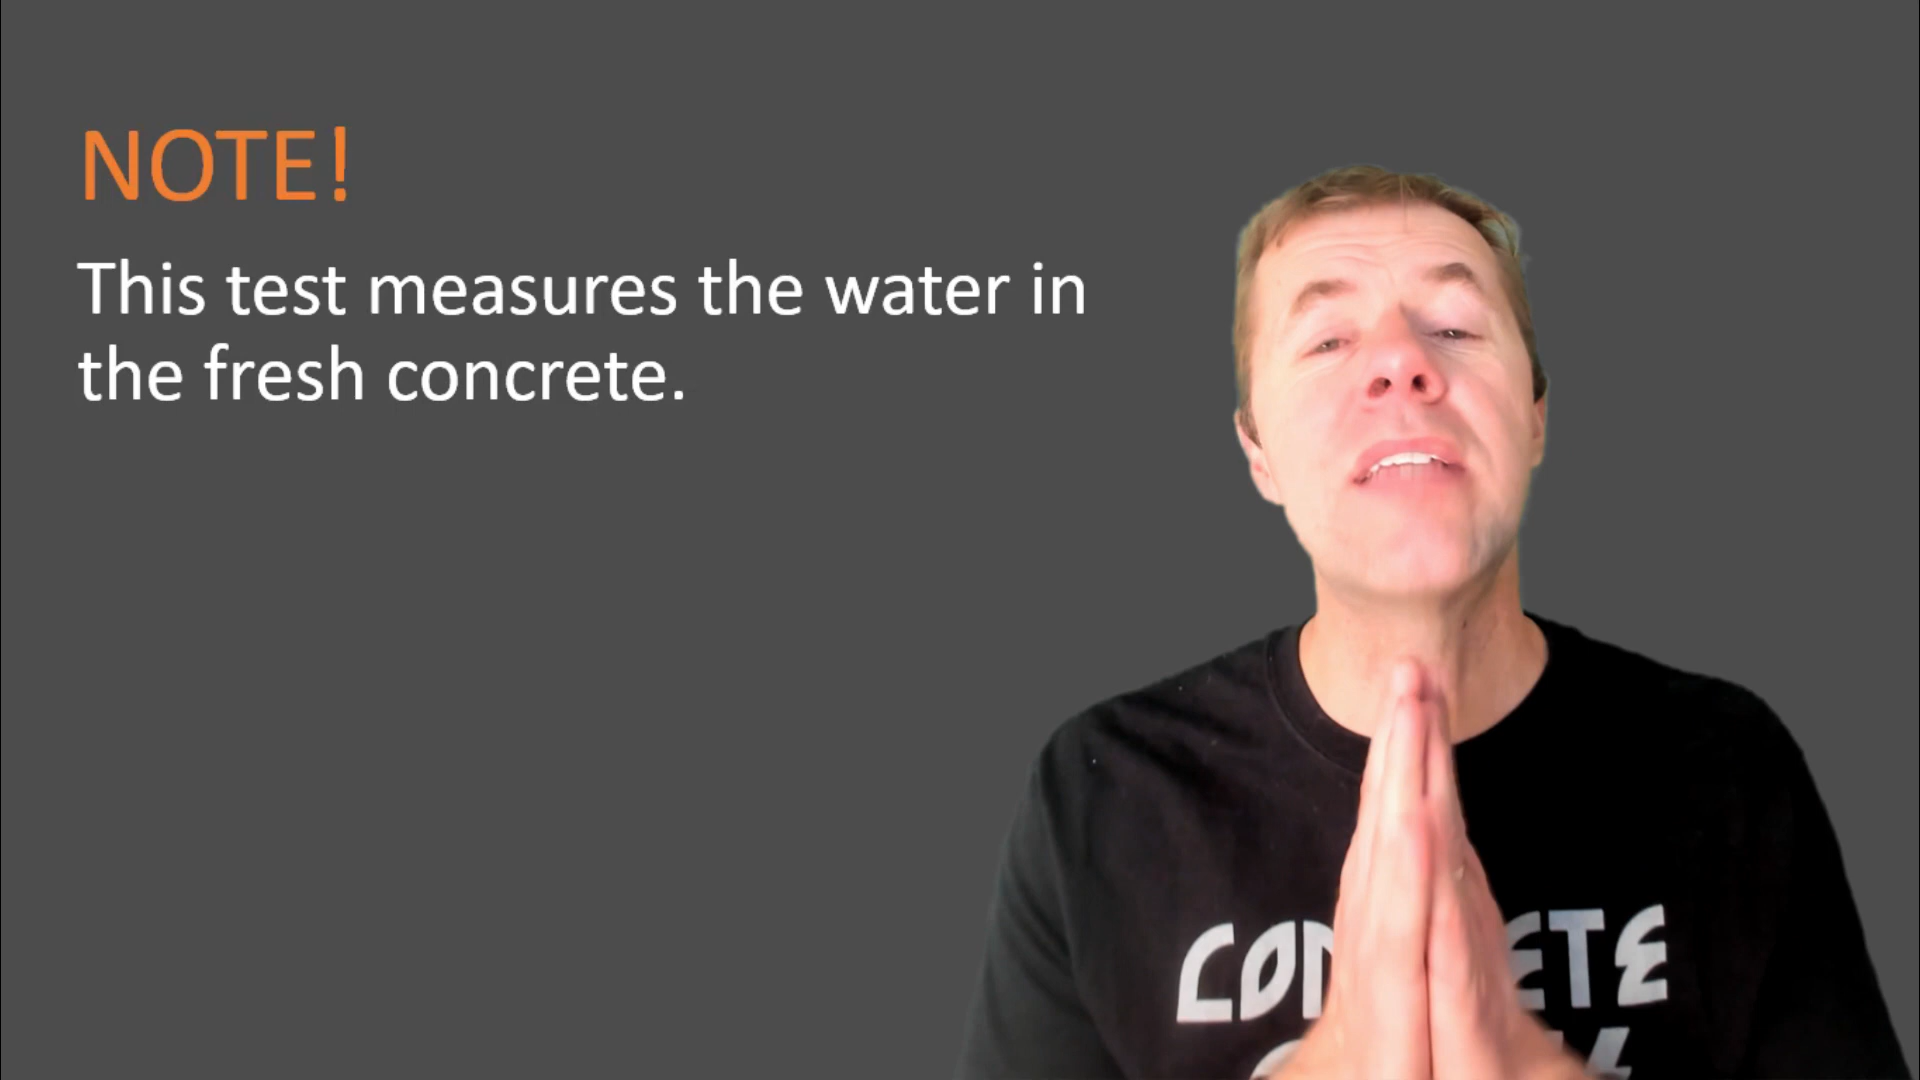 NOTE!
This test measures the water in
the fresh concrete.